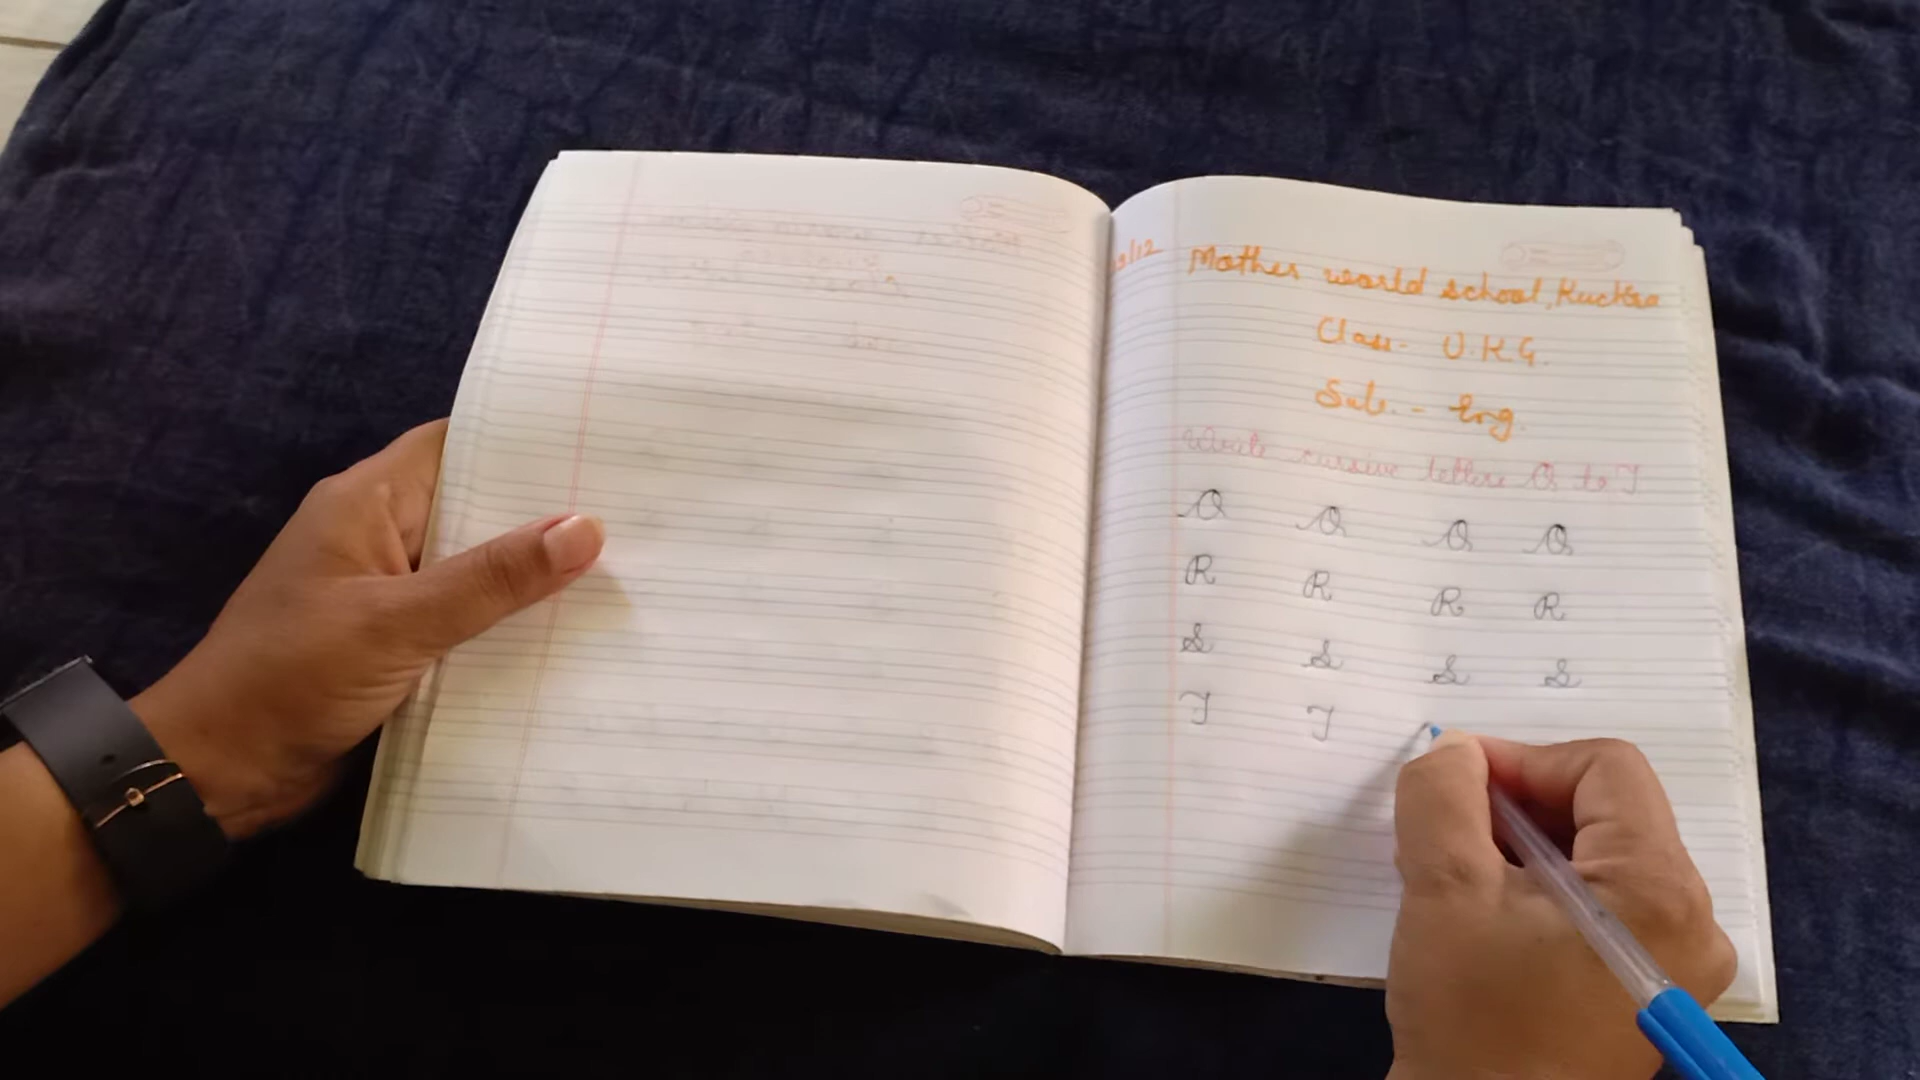 Mother world school, Kuchra
Class - U.K.G.
Sub. - Eng.
Write cursive letters Q to T
Q Q Q Q
R R R R
S S S S
T T